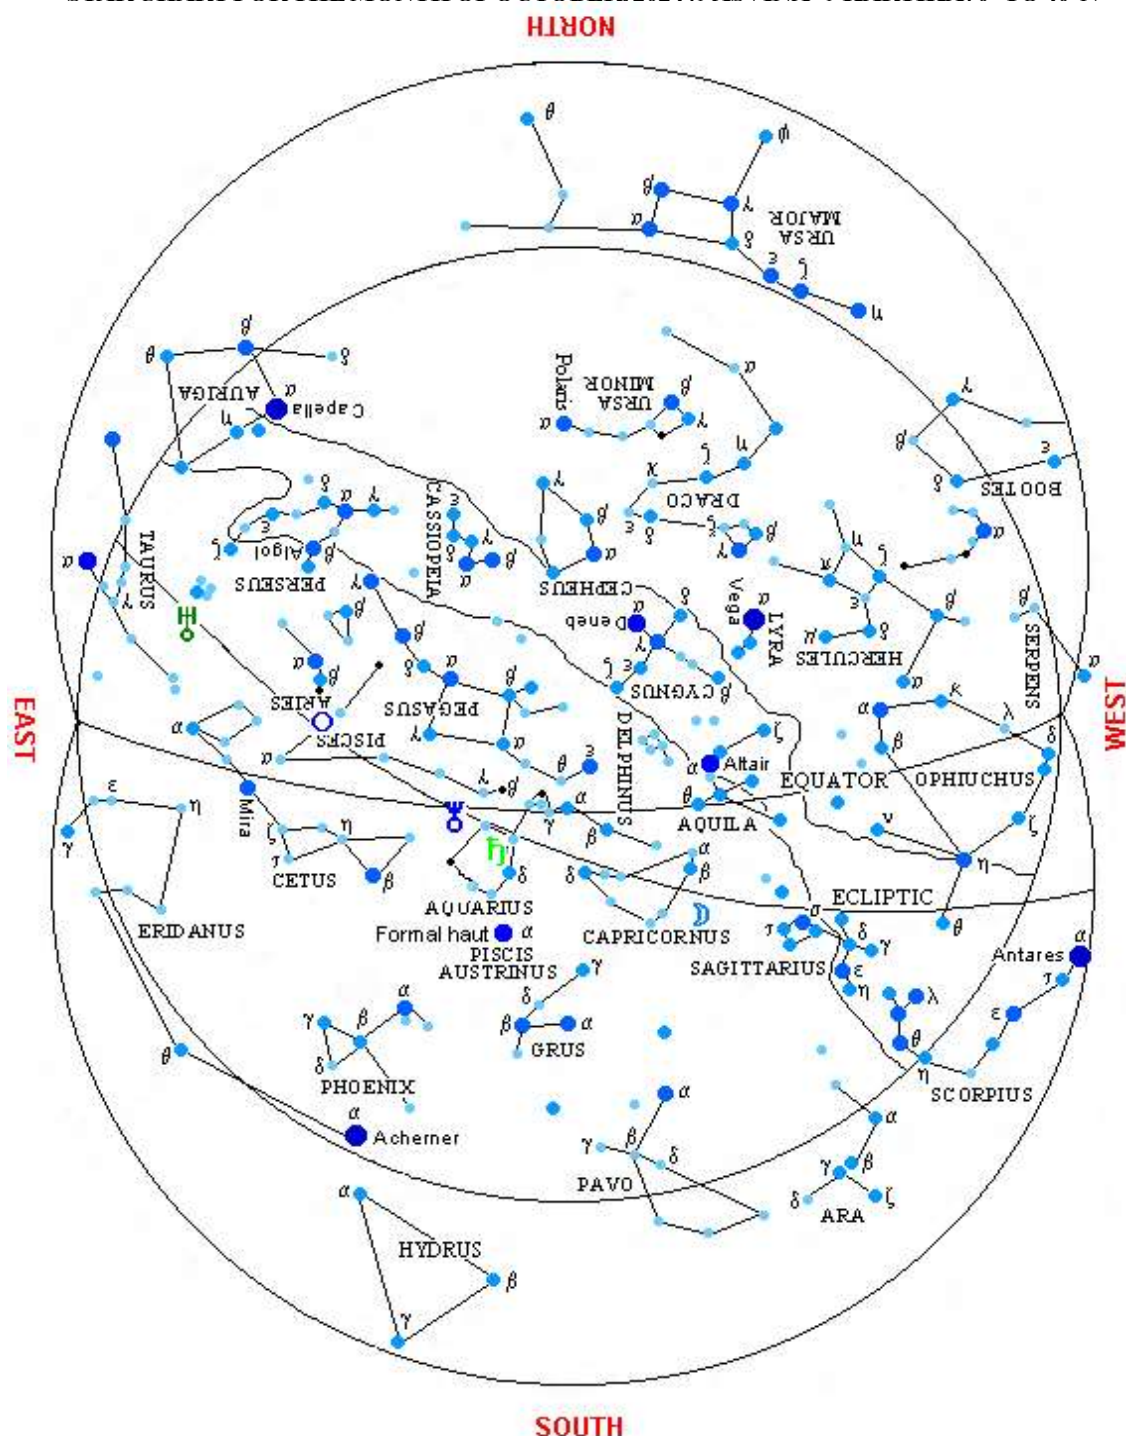 NORTH
θ
φ
β
γ
α
URSA MAJOR
δ
ε
ζ
η
β
θ
δ
α
AURIGA
Capella
η
Polaris
α
URSA MINOR
β
γ
α
γ
β
δ
ε
BOOTES
η
ζ
κ
DRACO
ε
δ
ξ
β
γ
δ
α
γ
ε
ζ
Algol
PERSEUS
CASSIOPEIA
ε
δ
γ
α
β
γ
β
α
CEPHEUS
α
TAURUS
γ
γ
β
δ
α
β
PEGASUS
γ
α
θ
ε
β
α
β
ARIES
PISCES
α
γ
β
α
Deneb
γ
δ
ε
ζ
CYGNUS
β
Vega
α
LYRA
η
ζ
π
ε
δ
μ
HERCULES
β
α
α
β
SERPENS
α
EAST
WEST
α
Mira
DELPHINUS
α
Altair
ζ
θ
AQUILA
EQUATOR
α
β
κ
λ
δ
OPHIUCHUS
ζ
ν
η
θ
ε
η
γ
ERIDANUS
ζ
τ
η
CETUS
β
γ
α
β
δ
AQUARIUS
δ
α
β
CAPRICORNUS
ECLIPTIC
Formal haut α
PISCIS
AUSTRINUS
σ
τ
δ
γ
ε
η
SAGITTARIUS
Antares
α
τ
ε
λ
θ
η
SCORPIUS
γ
δ
β
α
GRUS
α
γ
β
δ
PHOENIX
θ
α
Acherner
α
γ
β
δ
PAVO
α
β
γ
δ
ζ
ARA
α
HYDRUS
β
γ
SOUTH